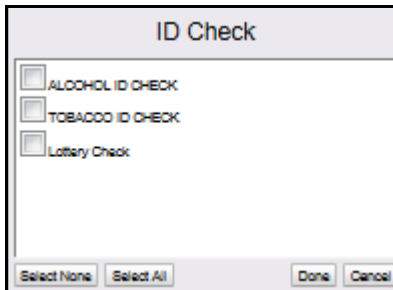 ID Check
ALCOHOL ID CHECK
TOBACCO ID CHECK
Lottery Check
Select None Select All Done Cancel